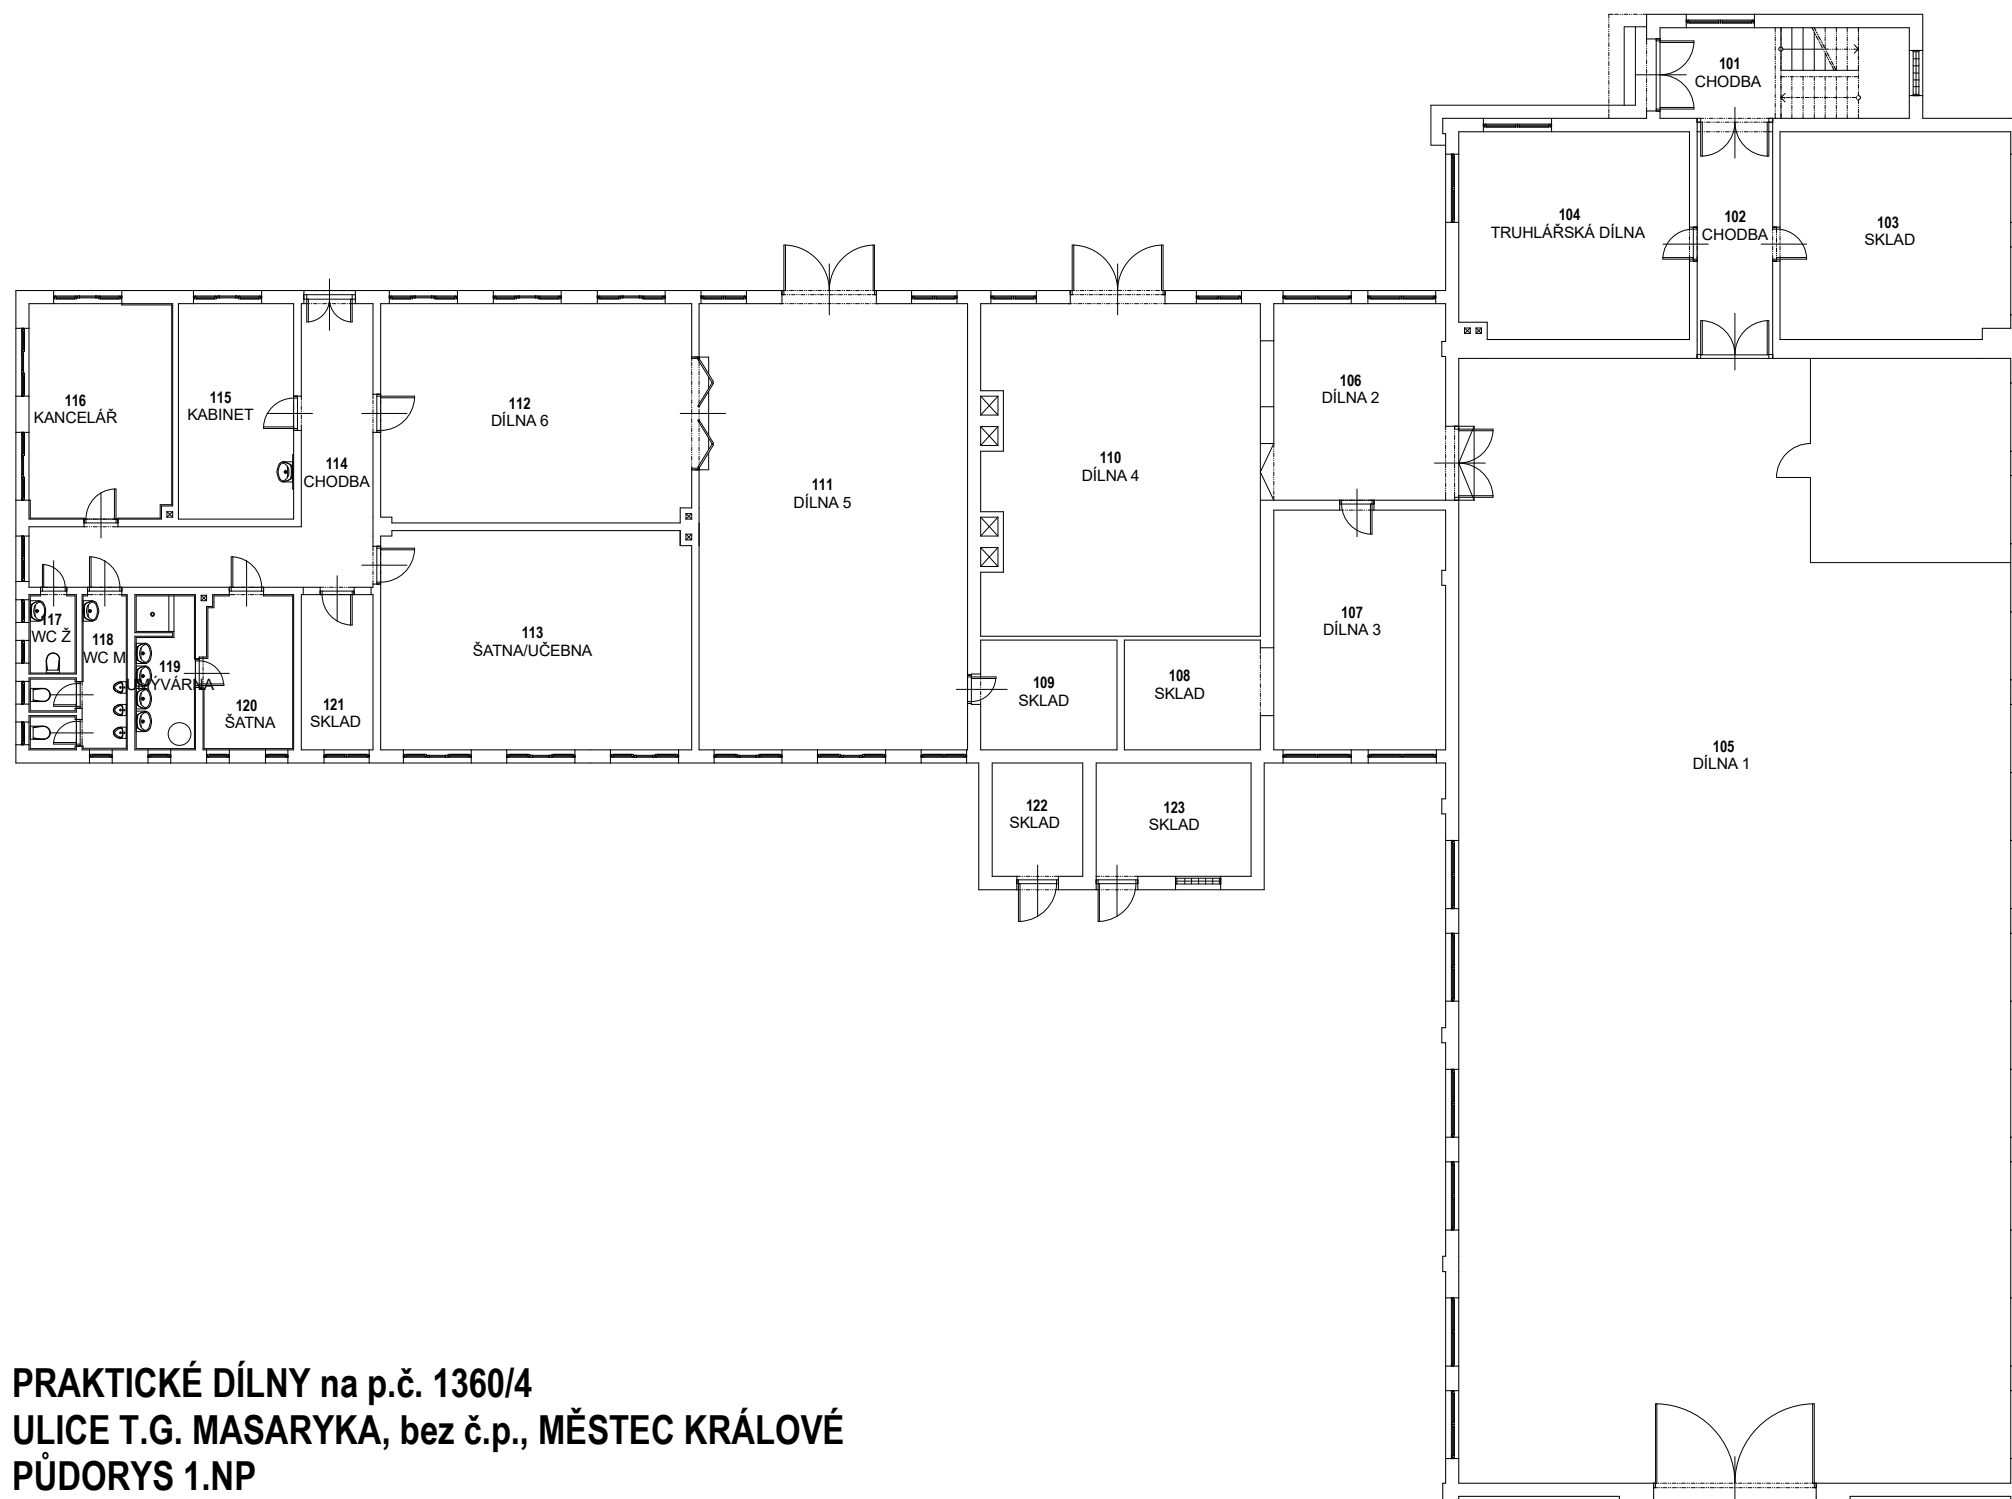 101
CHODBA
104
TRUHLÁŘSKÁ DÍLNA
102
CHODBA
103
SKLAD
116
KANCELÁŘ
115
KABINET
114
CHODBA
112
DÍLNA 6
111
DÍLNA 5
110
DÍLNA 4
106
DÍLNA 2
117
WC Ž
118
WC M
119
UMÝVÁRNA
120
ŠATNA
121
SKLAD
113
ŠATNA/UČEBNA
109
SKLAD
108
SKLAD
107
DÍLNA 3
105
DÍLNA 1
122
SKLAD
123
SKLAD
PRAKTICKÉ DÍLNY na p.č. 1360/4
ULICE T.G. MASARYKA, bez č.p., MĚSTEC KRÁLOVÉ
PŮDORYS 1.NP